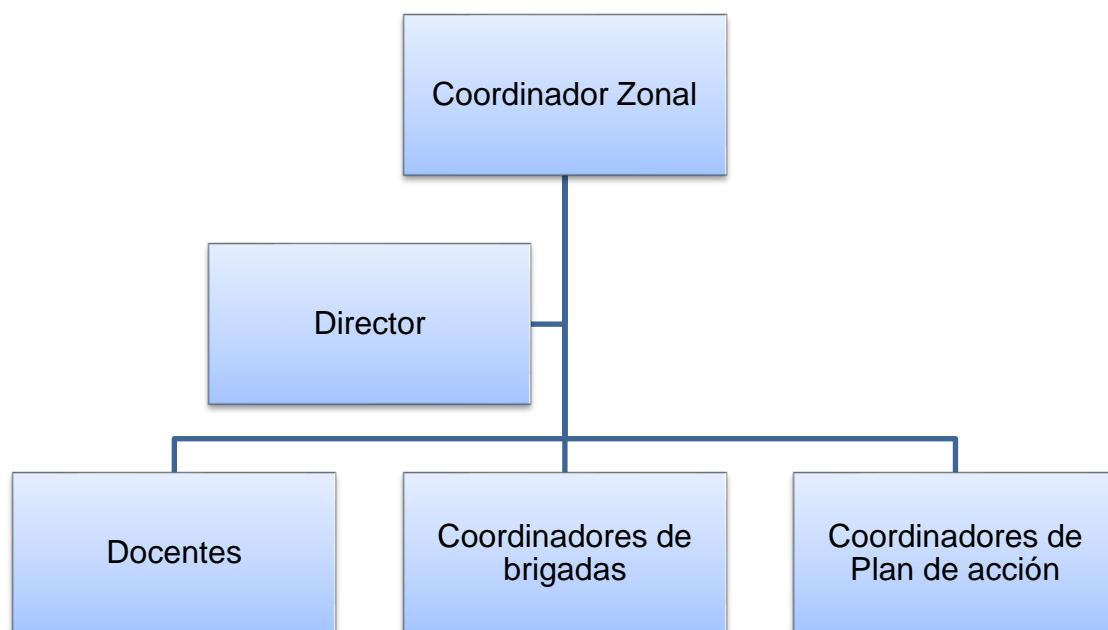 Coordinador Zonal
Director
Docentes
Coordinadores de
brigadas
Coordinadores de
Plan de acción